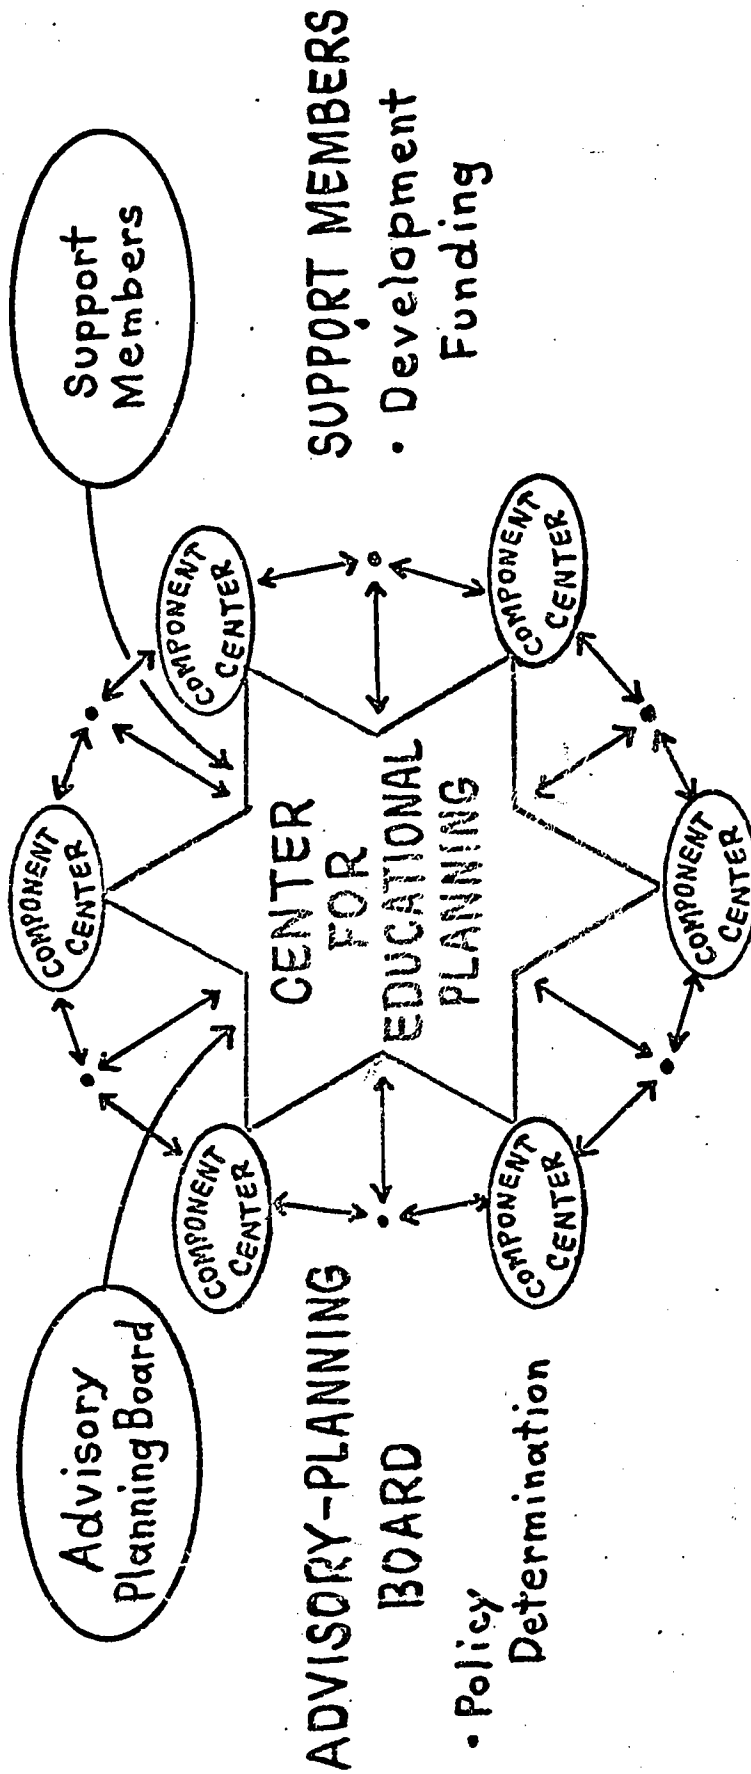 Advisory
Planning Board
Support
Members
COMPONENT
CENTER
COMPONENT
CENTER
COMPONENT
CENTER
CENTER
FOR
EDUCATIONAL
PLANNING
COMPONENT
CENTER
COMPONENT
CENTER
COMPONENT
CENTER
ADVISORY-PLANNING
BOARD
• Policy
Determination
SUPPORT MEMBERS
• Development
Funding